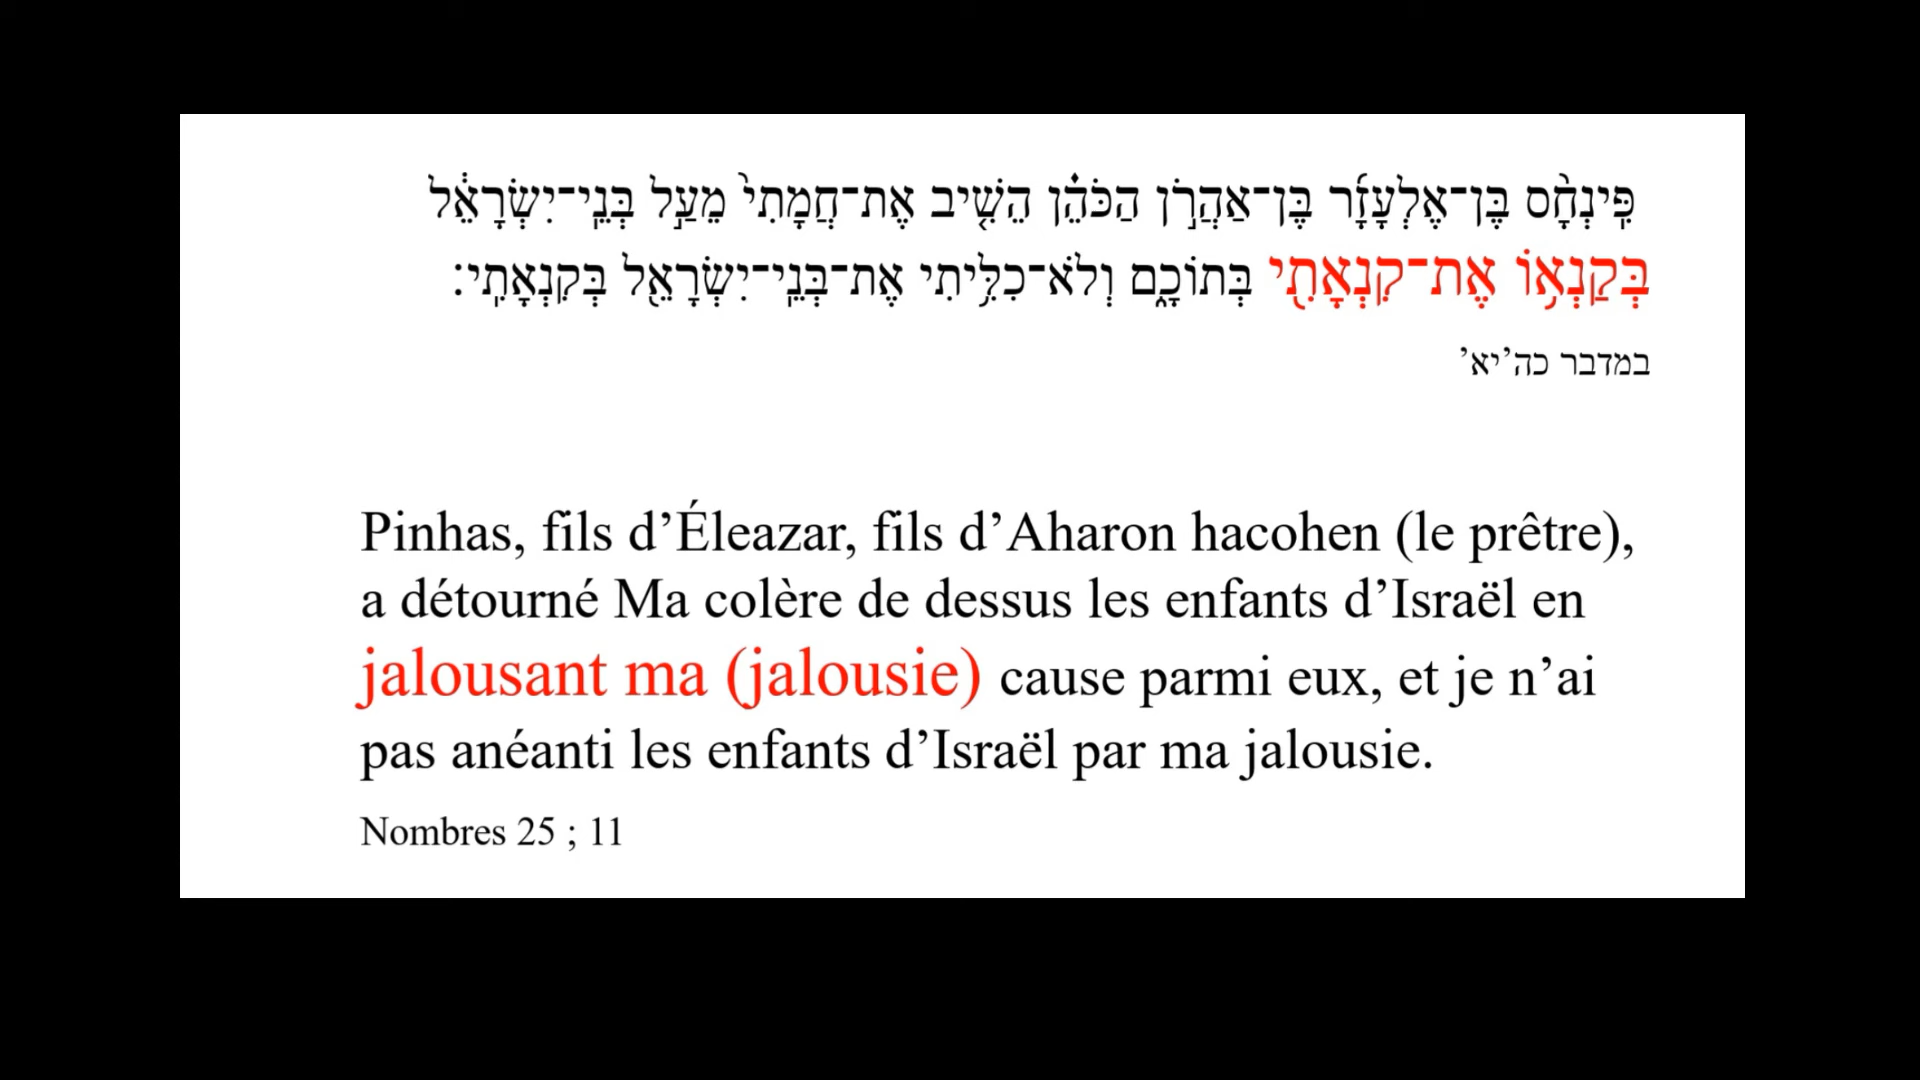 פִּֽינְחָ֨ס בֶּן־אֶלְעָזָ֜ר בֶּן־אַהֲרֹ֣ן הַכֹּהֵ֗ן הֵשִׁ֤יב אֶת־חֲמָתִי֙ מֵעַ֣ל בְּנֵֽי־יִשְׂרָאֵ֔ל
בְּקַנְא֥וֹ אֶת־קִנְאָתִ֖י בְּתוֹכָ֑ם וְלֹא־כִלִּ֥יתִי אֶת־בְּנֵֽי־יִשְׂרָאֵ֖ל בְּקִנְאָתִֽי׃
במדבר כה’יא’
Pinhas, fils d’Éleazar, fils d’Aharon hacohen (le prêtre),
a détourné Ma colère de dessus les enfants d’Israël en
jalousant ma (jalousie) cause parmi eux, et je n’ai
pas anéanti les enfants d’Israël par ma jalousie.
Nombres 25 ; 11